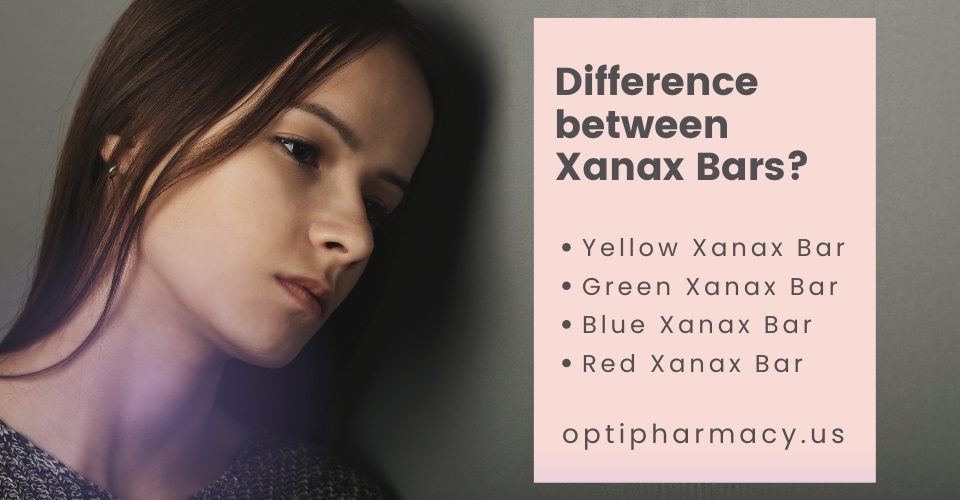 Difference
between
Xanax Bars?
• Yellow Xanax Bar
• Green Xanax Bar
• Blue Xanax Bar
• Red Xanax Bar
optipharmacy.us